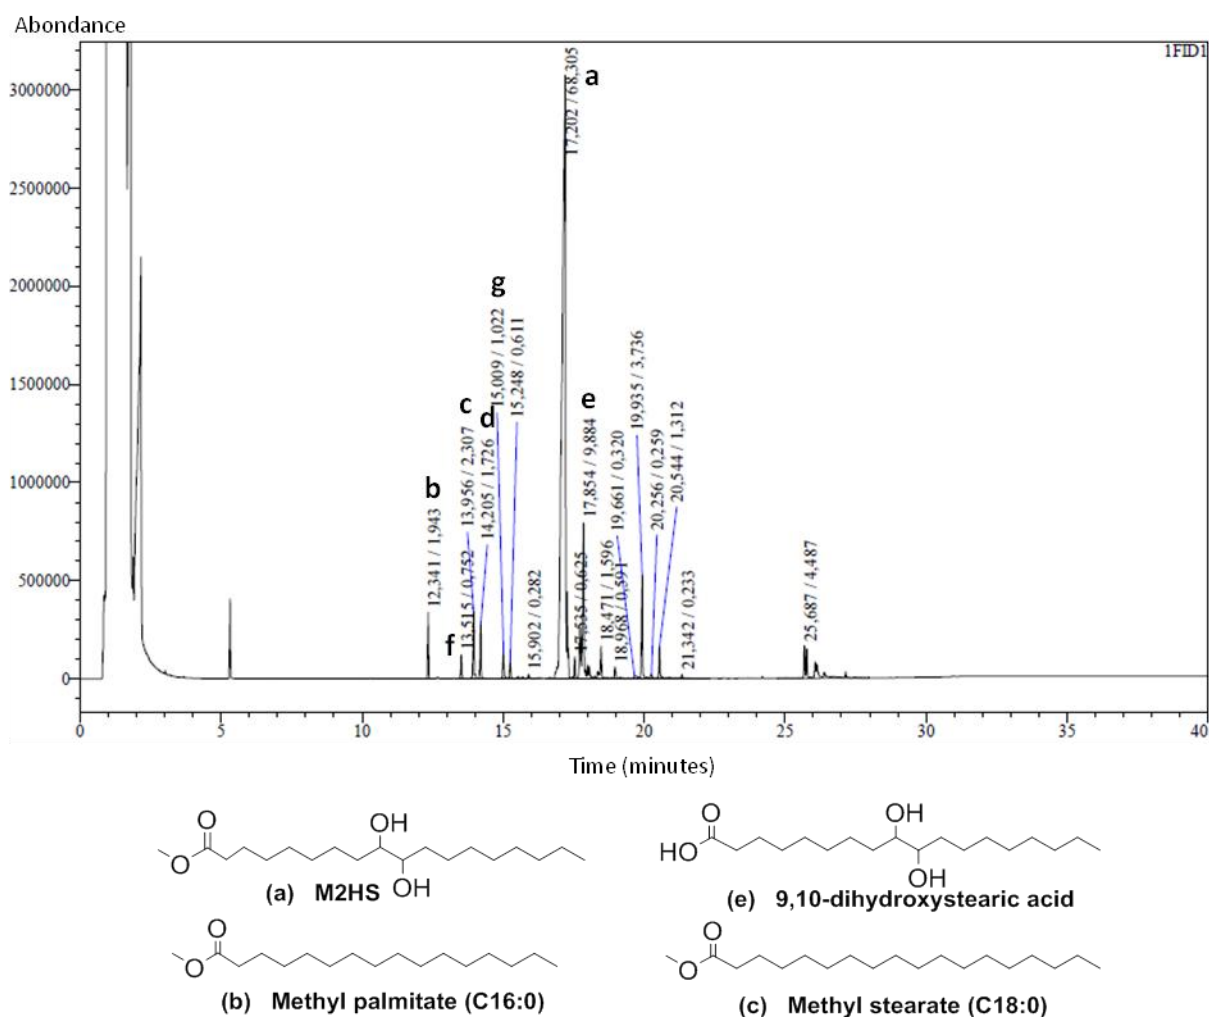 Abondance
1FID1
3000000
2500000
2000000
1500000
1000000
500000
0
17,202 / 68,305
a
g
15,009 / 1,022
15,248 / 0,611
c
d
13,956 / 2,307
14,205 / 1,726
b
12,341 / 1,943
f
13,515 / 0,752
15,902 / 0,282
e
17,535 / 0,625
17,854 / 9,884
18,471 / 1,596
18,968 / 0,591
19,661 / 0,320
19,935 / 3,736
20,256 / 0,259
20,544 / 1,312
21,342 / 0,233
25,687 / 4,487
0 5 10 15 20 25 30 35 40
Time (minutes)
O
OH
O
OH
(a) M2HS
O
OH
HO
OH
(e) 9,10-dihydroxystearic acid
O
O
(b) Methyl palmitate (C16:0)
O
O
(c) Methyl stearate (C18:0)